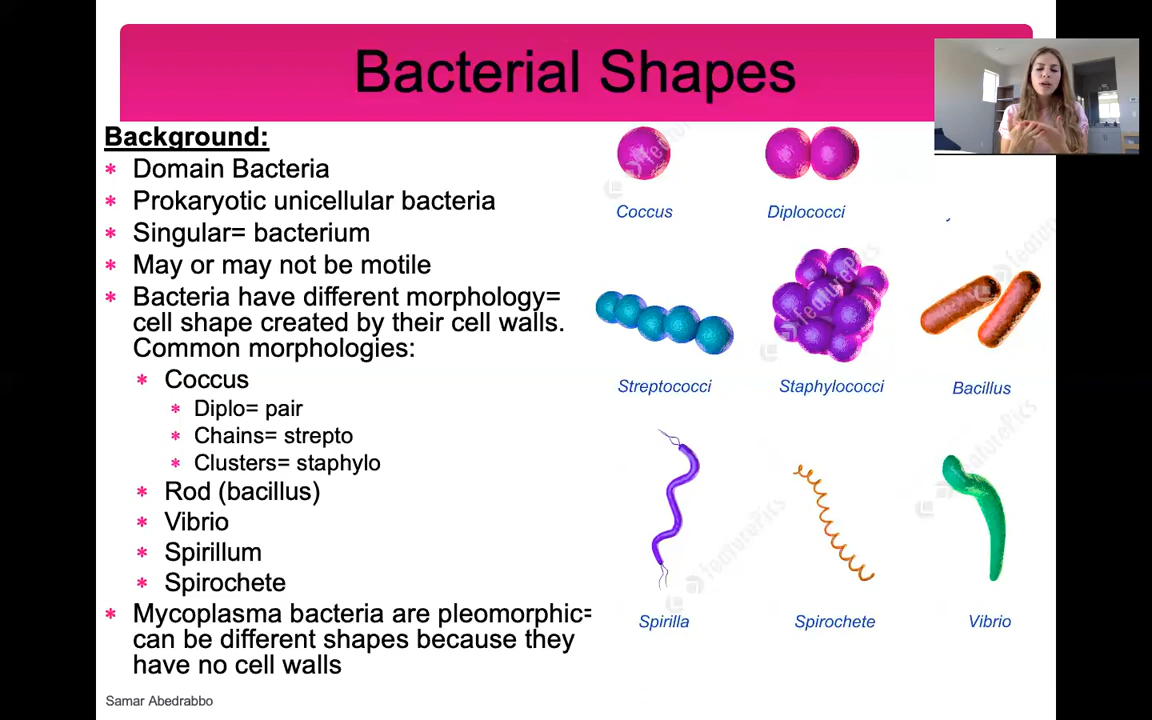 Bacterial Shapes
Background:
* Domain Bacteria
* Prokaryotic unicellular bacteria
* Singular= bacterium
* May or may not be motile
* Bacteria have different morphology=
cell shape created by their cell walls.
Common morphologies:
* Coccus
* Diplo= pair
* Chains= strepto
* Clusters= staphylo
* Rod (bacillus)
* Vibrio
* Spirillum
* Spirochete
* Mycoplasma bacteria are pleomorphic=
can be different shapes because they
have no cell walls
Samar Abedrabbo
Coccus
Diplococci
Streptococci
Staphylococci
Bacillus
Spirilla
Spirochete
Vibrio
featurePics
featurePics
featurePics